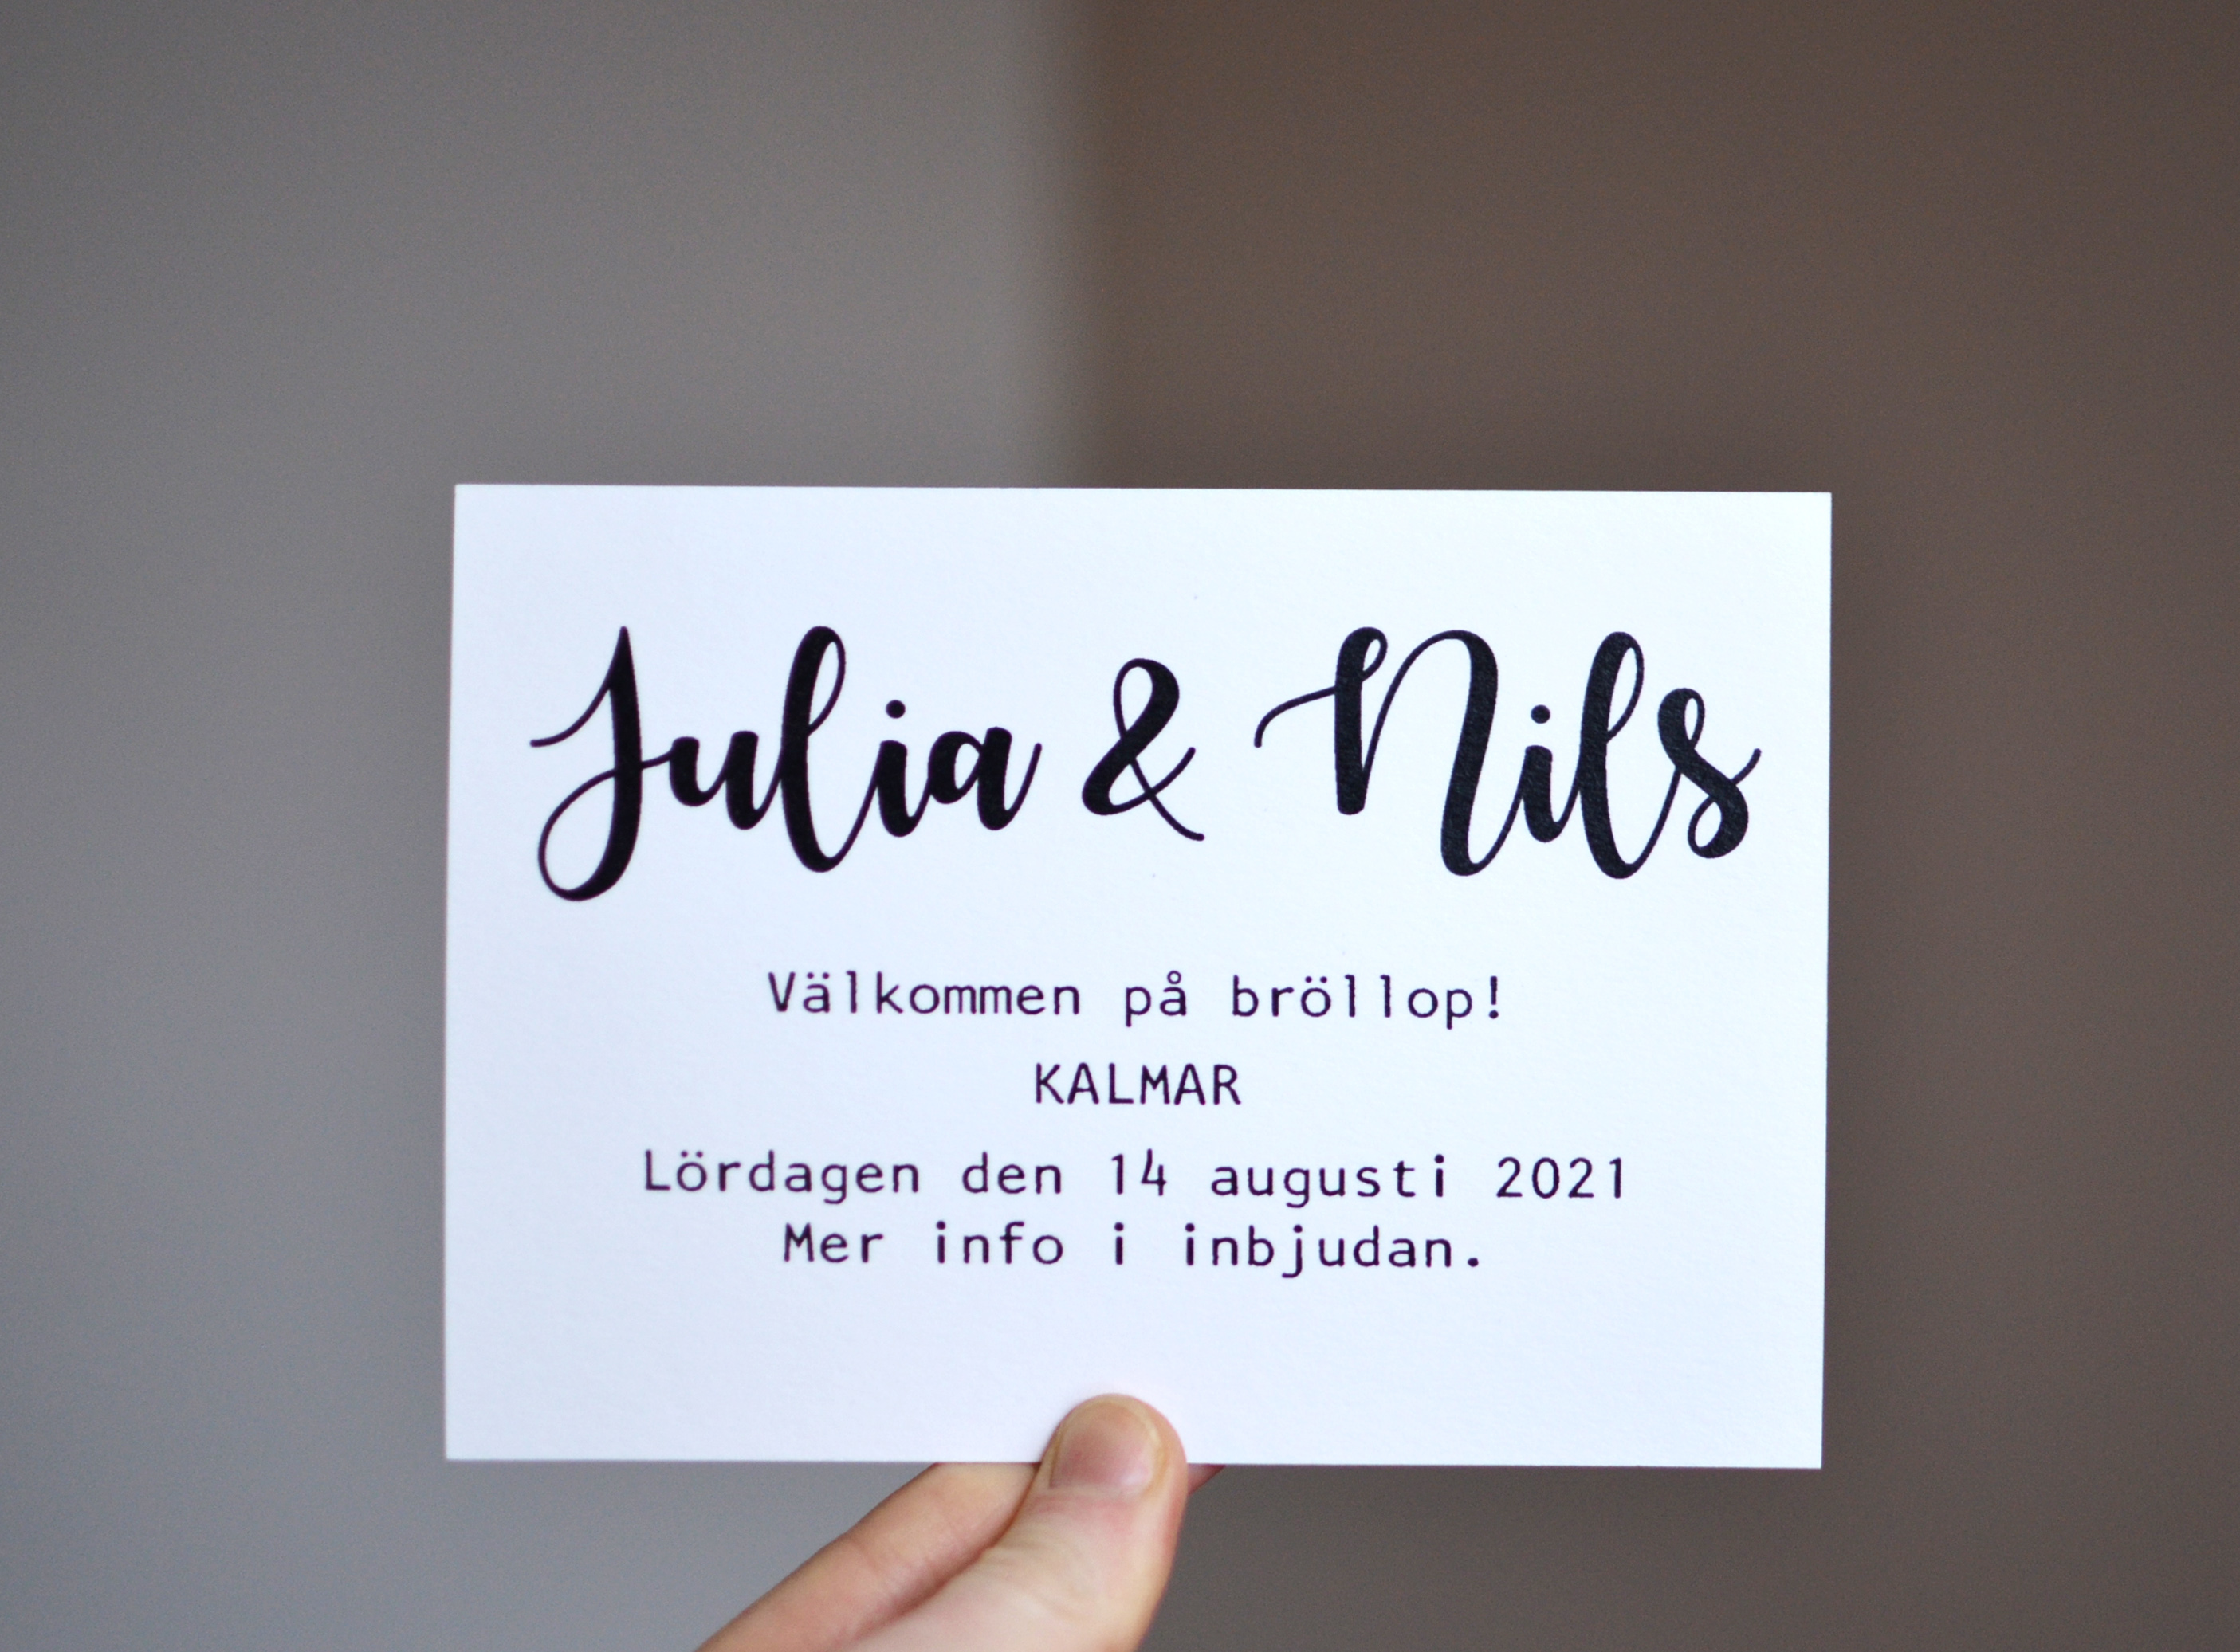 Julia & Nils
Välkommen på bröllop!
KALMAR
Lördagen den 14 augusti 2021
Mer info i inbjudan.